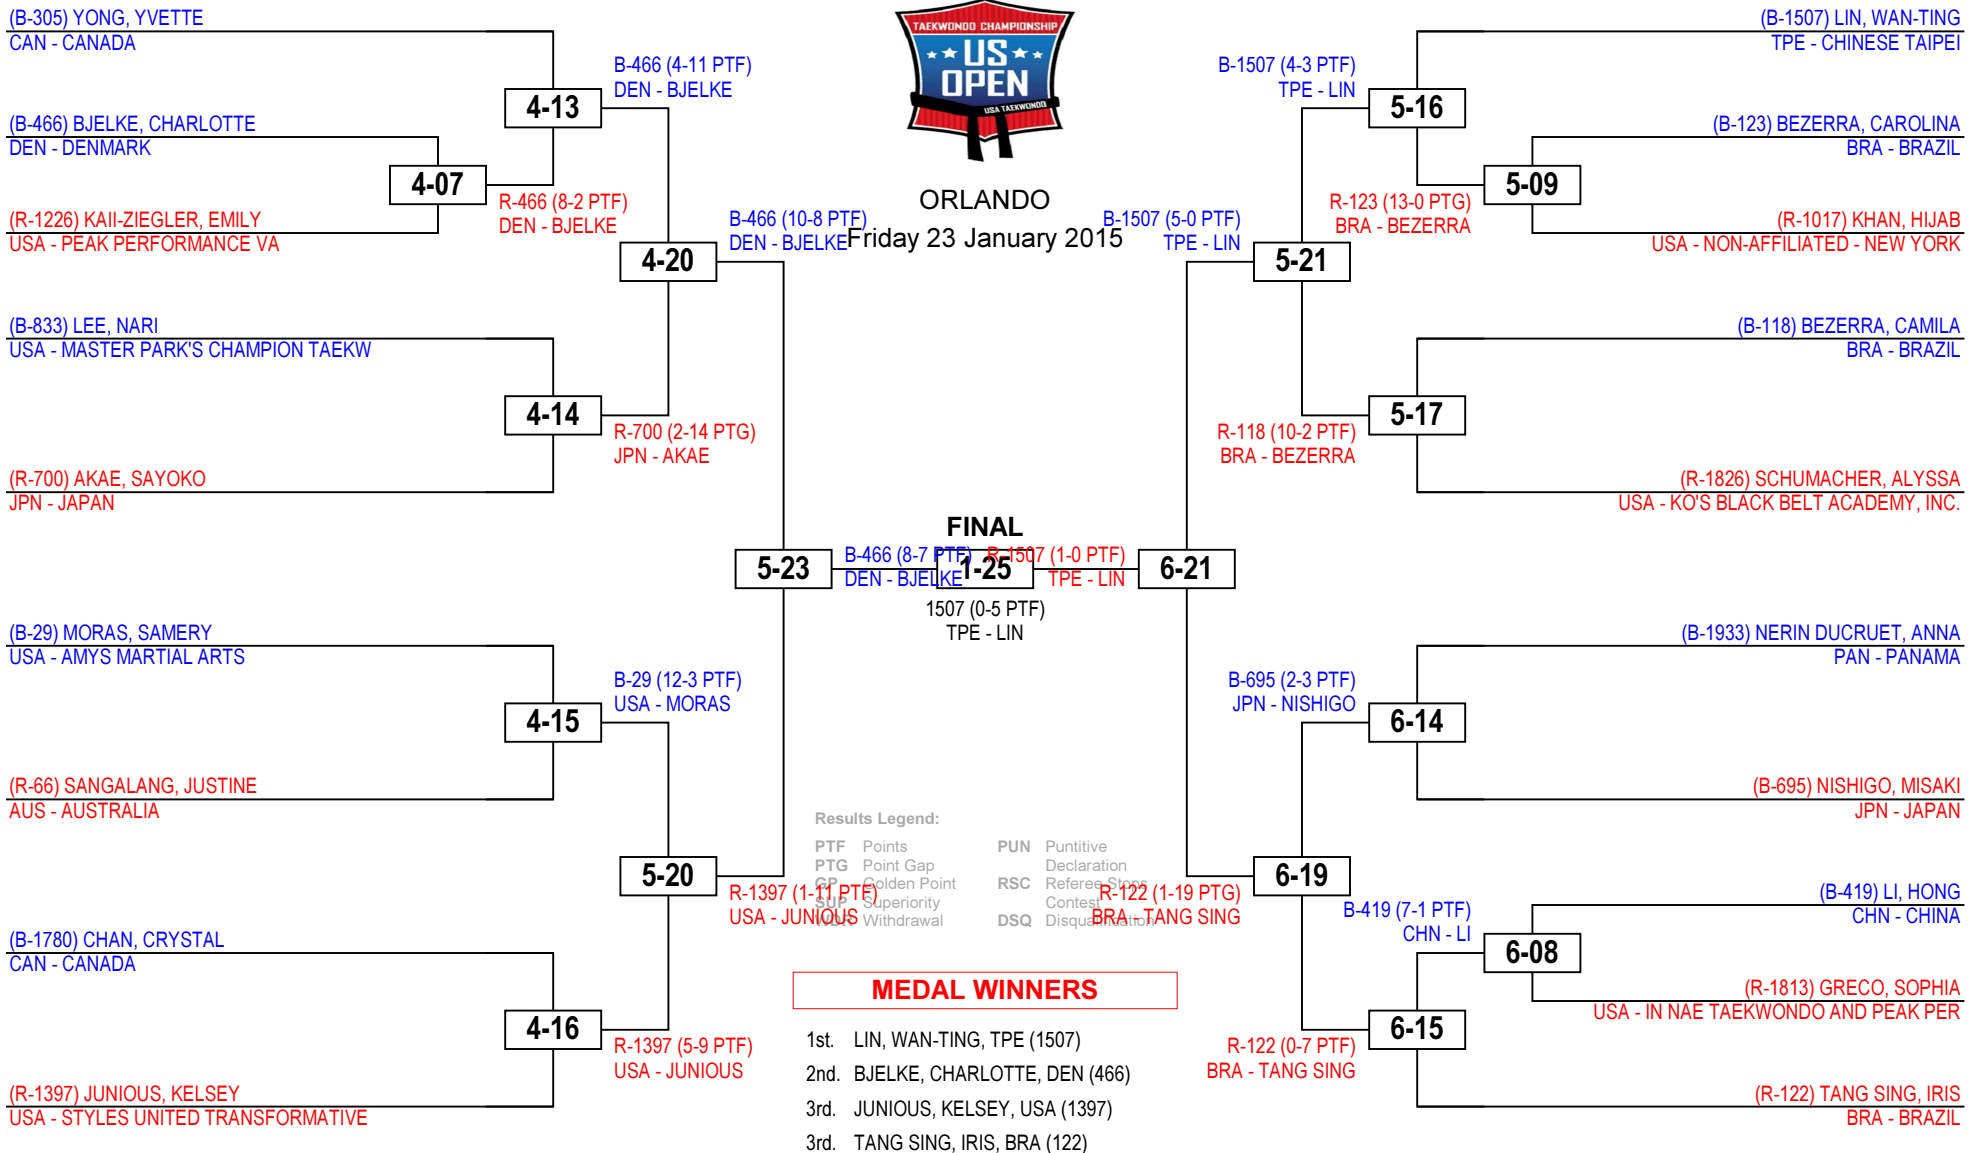 (B-305) YONG, YVETTE
CAN - CANADA
(B-466) BJELKE, CHARLOTTE
DEN - DENMARK
(R-1226) KAII-ZIEGLER, EMILY
USA - PEAK PERFORMANCE VA
(B-833) LEE, NARI
USA - MASTER PARK'S CHAMPION TAEKW
(R-700) AKAE, SAYOKO
JPN - JAPAN
(B-29) MORAS, SAMERY
USA - AMYS MARTIAL ARTS
(R-66) SANGALANG, JUSTINE
AUS - AUSTRALIA
(B-1780) CHAN, CRYSTAL
CAN - CANADA
(R-1397) JUNIOUS, KELSEY
USA - STYLES UNITED TRANSFORMATIVE
4-07
R-466 (8-2 PTF)
DEN - BJELKE
4-13
B-466 (4-11 PTF)
DEN - BJELKE
4-14
R-700 (2-14 PTG)
JPN - AKAE
4-15
B-29 (12-3 PTF)
USA - MORAS
4-16
R-1397 (5-9 PTF)
USA - JUNIOUS
4-20
B-466 (10-8 PTF)
DEN - BJELKE
5-20
R-1397 (1-11 PTF)
USA - JUNIOUS
5-23
B-466 (8-7 PTF)
DEN - BJELKE
TAEKWONDO CHAMPIONSHIP
US
OPEN
USA TAEKWONDO
ORLANDO
Friday 23 January 2015
FINAL
1-25
1507 (0-5 PTF)
TPE - LIN
R-1507 (1-0 PTF)
TPE - LIN
6-21
B-1507 (5-0 PTF)
TPE - LIN
5-21
R-122 (1-19 PTG)
BRA - TANG SING
6-19
B-1507 (4-3 PTF)
TPE - LIN
5-16
R-123 (13-0 PTG)
BRA - BEZERRA
5-09
R-118 (10-2 PTF)
BRA - BEZERRA
5-17
B-695 (2-3 PTF)
JPN - NISHIGO
6-14
B-419 (7-1 PTF)
CHN - LI
6-08
R-122 (0-7 PTF)
BRA - TANG SING
6-15
(B-1507) LIN, WAN-TING
TPE - CHINESE TAIPEI
(B-123) BEZERRA, CAROLINA
BRA - BRAZIL
(R-1017) KHAN, HIJAB
USA - NON-AFFILIATED - NEW YORK
(B-118) BEZERRA, CAMILA
BRA - BRAZIL
(R-1826) SCHUMACHER, ALYSSA
USA - KO'S BLACK BELT ACADEMY, INC.
(B-1933) NERIN DUCRUET, ANNA
PAN - PANAMA
(B-695) NISHIGO, MISAKI
JPN - JAPAN
(B-419) LI, HONG
CHN - CHINA
(R-1813) GRECO, SOPHIA
USA - IN NAE TAEKWONDO AND PEAK PER
(R-122) TANG SING, IRIS
BRA - BRAZIL
Results Legend:
PTF Points
PTG Point Gap
GP Golden Point
SUP Superiority
WDR Withdrawal
PUN Puntitive
Declaration
RSC Referee Stops
Contest
DSQ Disqualification
MEDAL WINNERS
1st. LIN, WAN-TING, TPE (1507)
2nd. BJELKE, CHARLOTTE, DEN (466)
3rd. JUNIOUS, KELSEY, USA (1397)
3rd. TANG SING, IRIS, BRA (122)